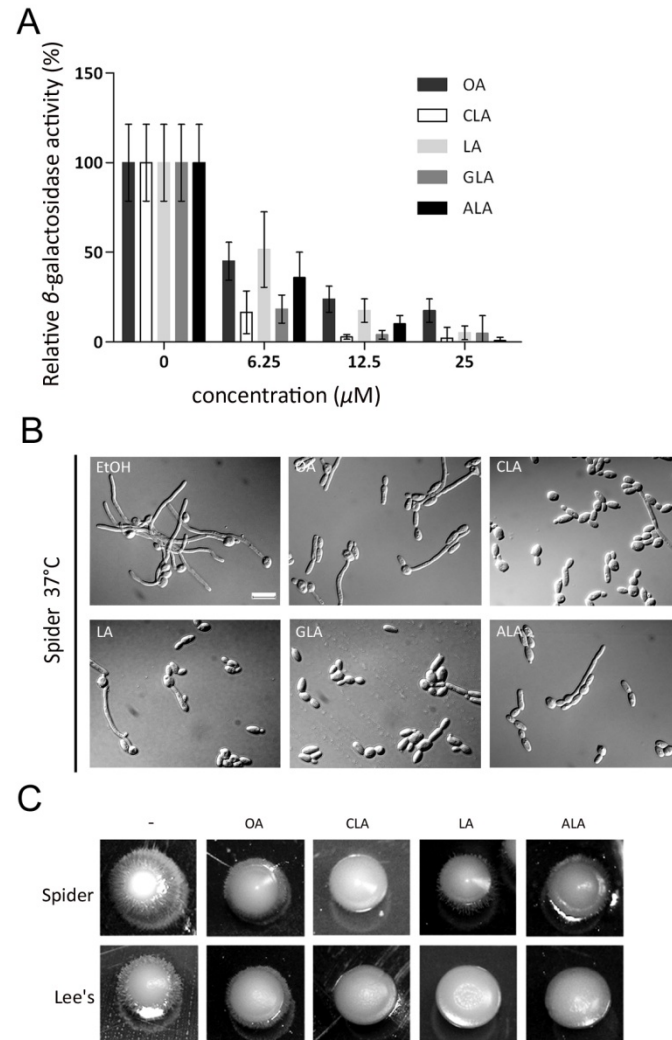 A
Relative β-galactosidase activity (%)
150
100
50
0
OA
CLA
LA
GLA
ALA
0 6.25 12.5 25
concentration (μM)
B
Spider 37°C
EtOH OA CLA
LA GLA ALA
C
- OA CLA LA ALA
Spider
Lee's